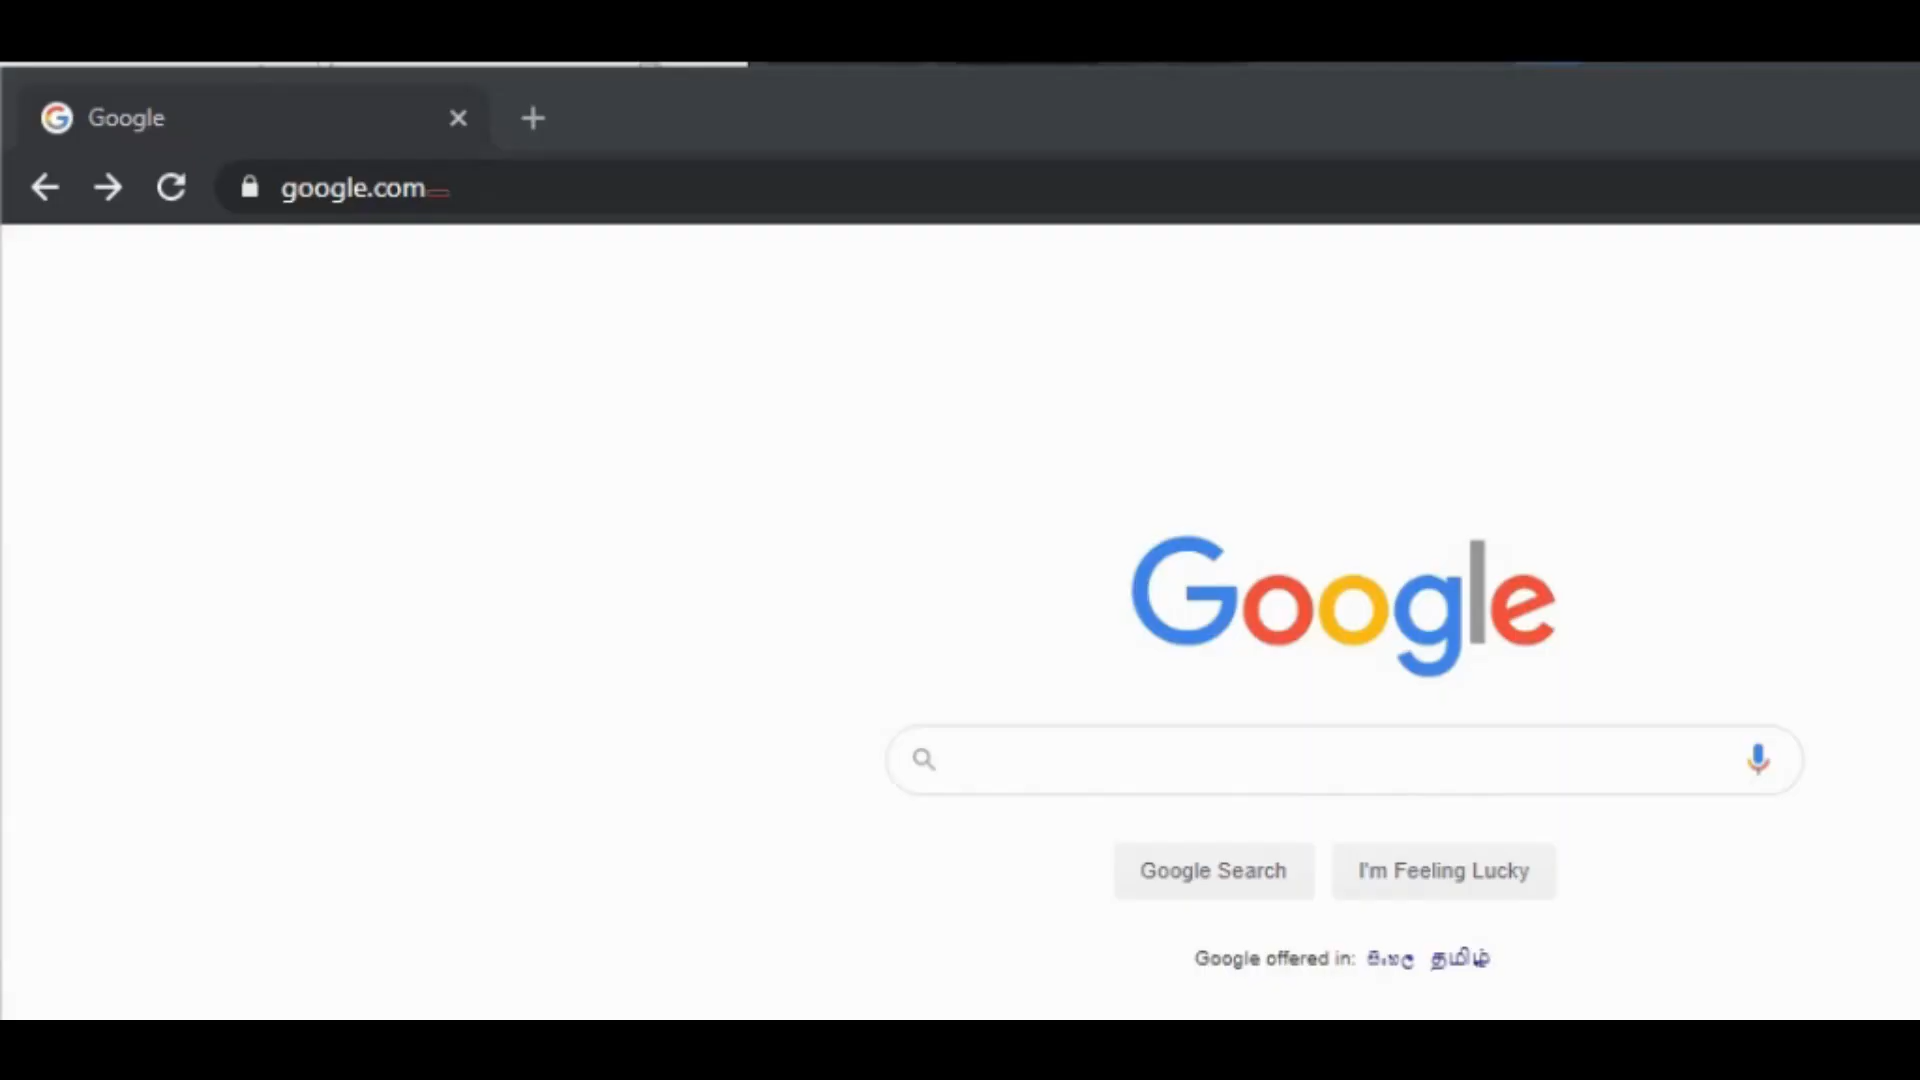 Google
google.com
Google
Google Search I'm Feeling Lucky
Google offered in: සිංහල தமிழ்